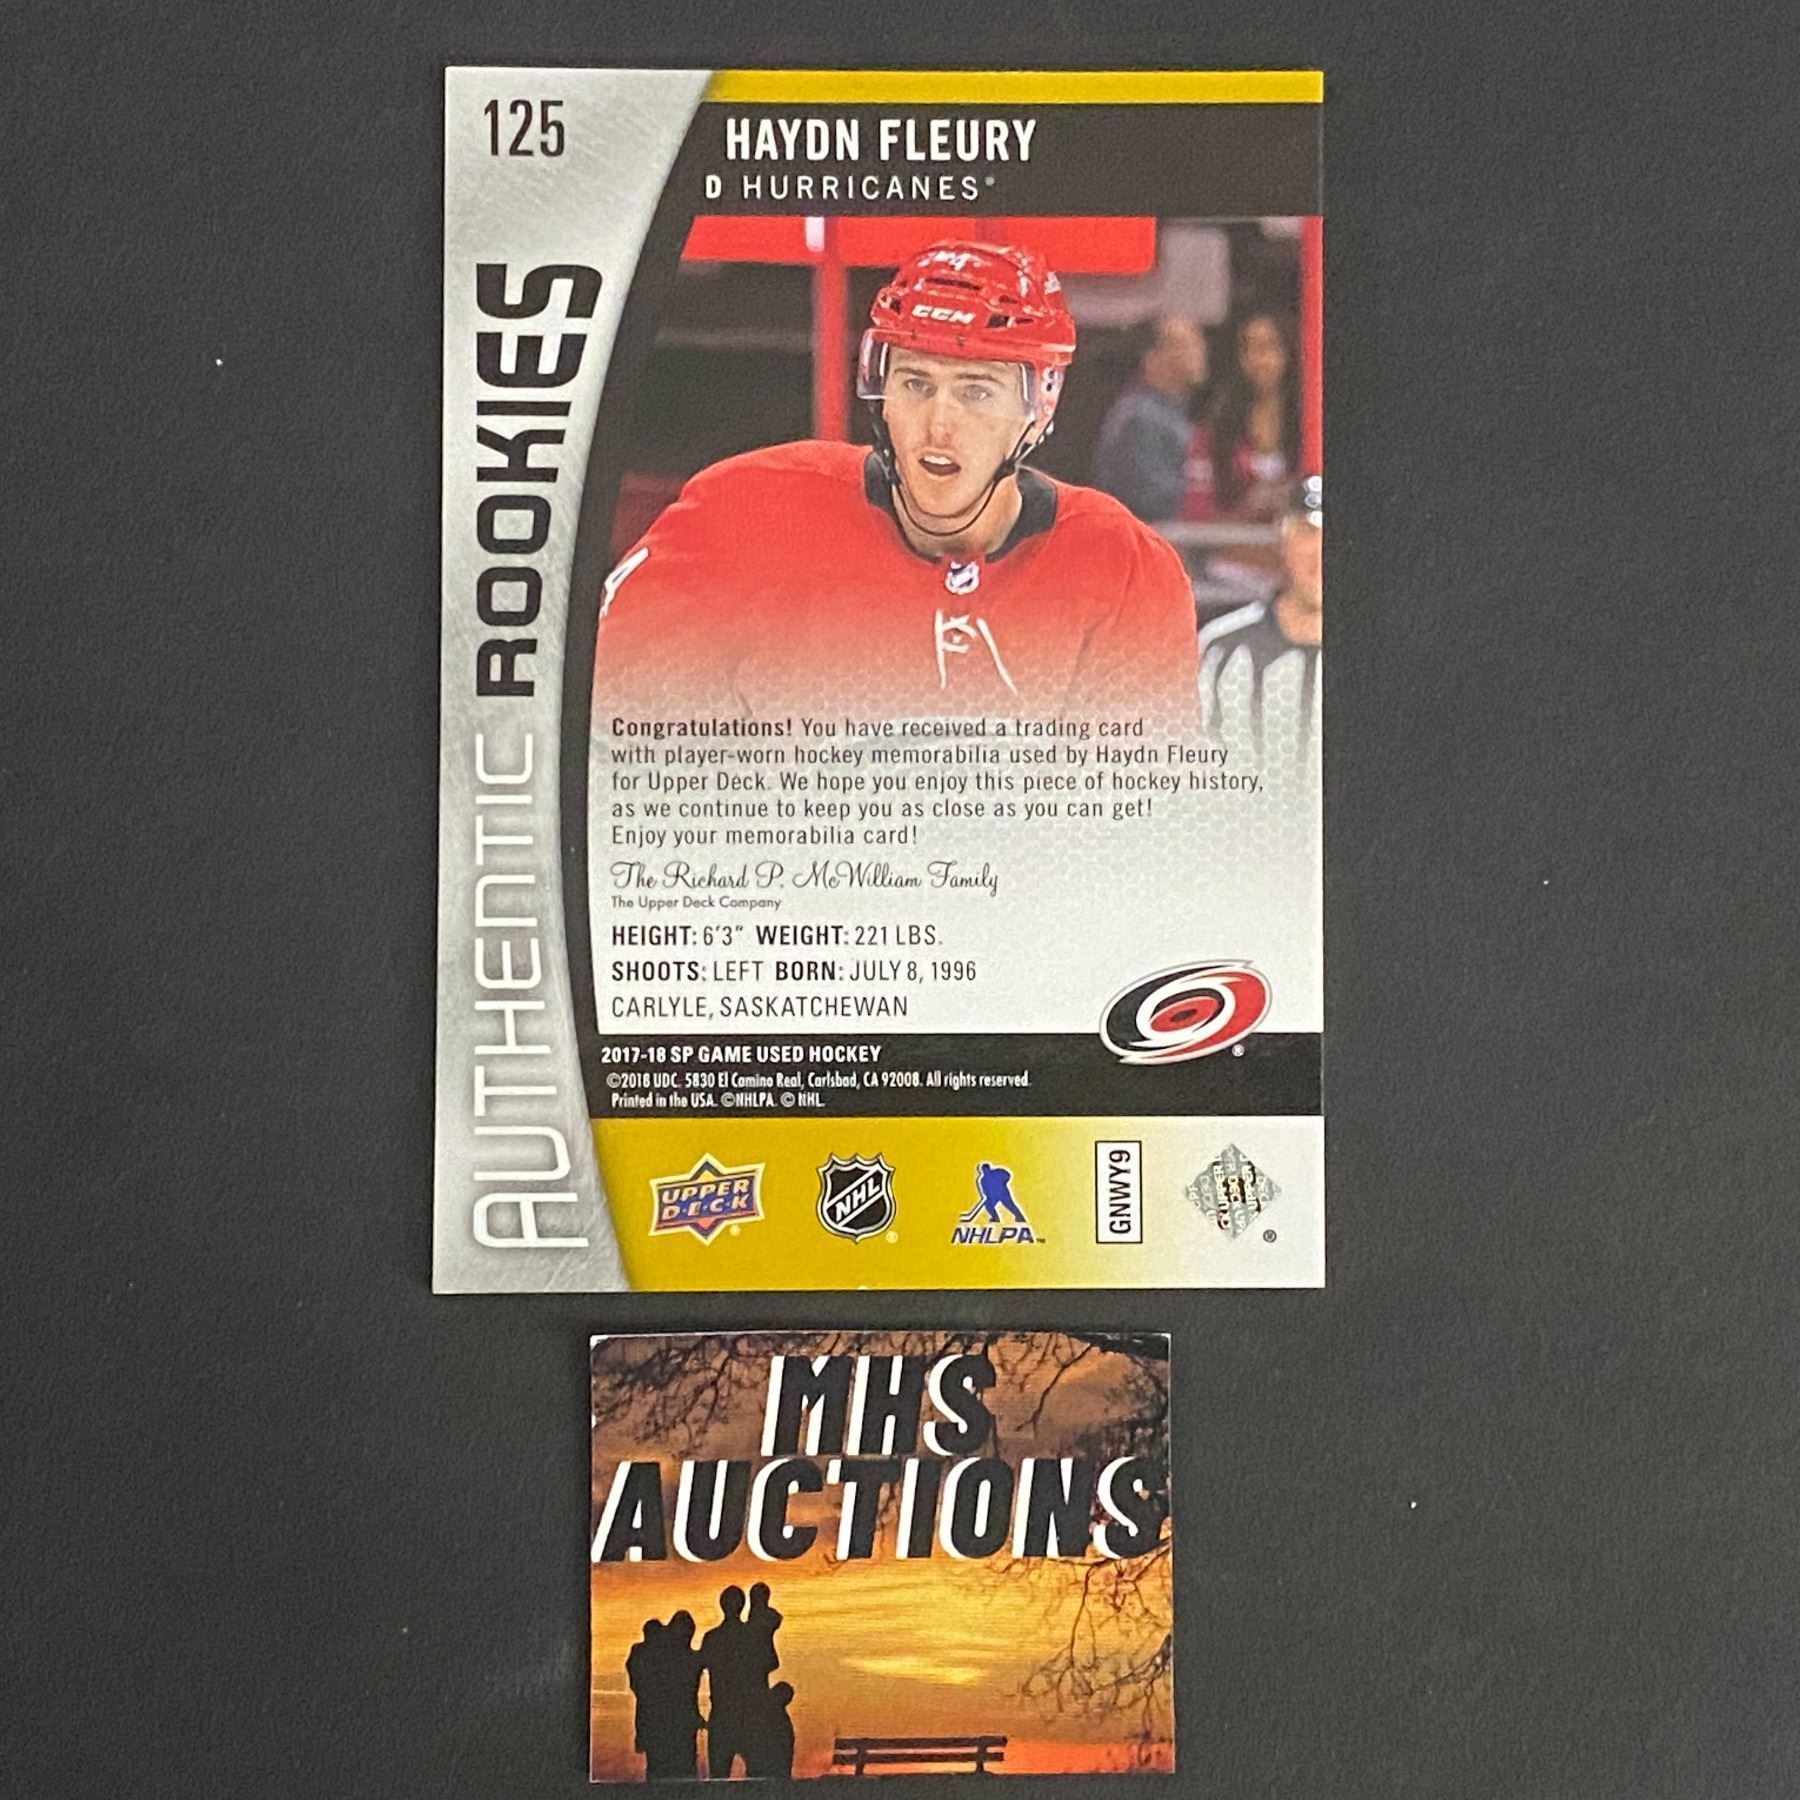 125
HAYDN FLEURY
D HURRICANES®
AUTHENTIC ROOKIES
CCM
4
Congratulations! You have received a trading card
with player-worn hockey memorabilia used by Haydn Fleury
for Upper Deck. We hope you enjoy this piece of hockey history,
as we continue to keep you as close as you can get!
Enjoy your memorabilia card!
The Richard P. McWilliam Family
The Upper Deck Company
HEIGHT: 6'3" WEIGHT: 221 LBS.
SHOOTS: LEFT BORN: JULY 8, 1996
CARLYLE, SASKATCHEWAN
2017-18 SP GAME USED HOCKEY
©2018 UDC. 5830 El Camino Real, Carlsbad, CA 92008. All rights reserved.
Printed in the USA. ©NHLPA. © NHL.
UPPER
DECK
NHL
NHLPA™
GNWY9
MHS
AUCTIONS